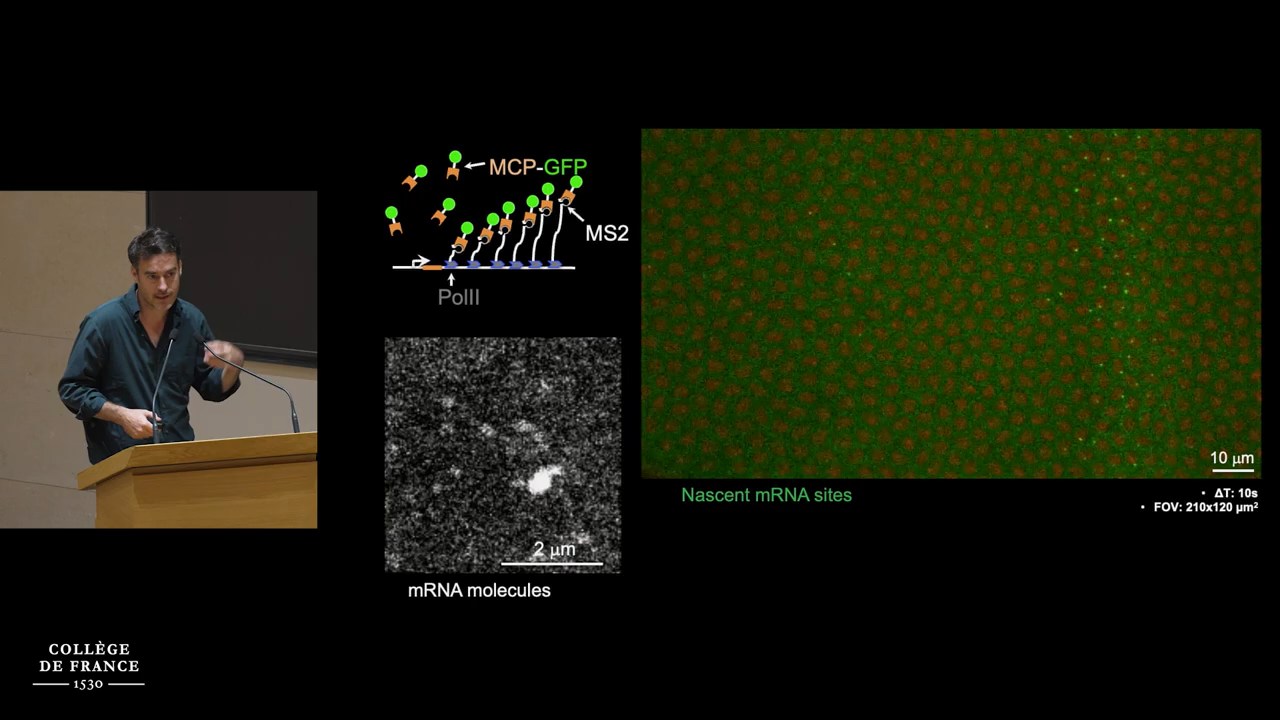 MCP-GFP
MS2
PolII
2 µm
mRNA molecules
10 µm
Nascent mRNA sites
• ΔT: 10s
• FOV: 210x120 µm²
COLLÈGE
DE FRANCE
1530